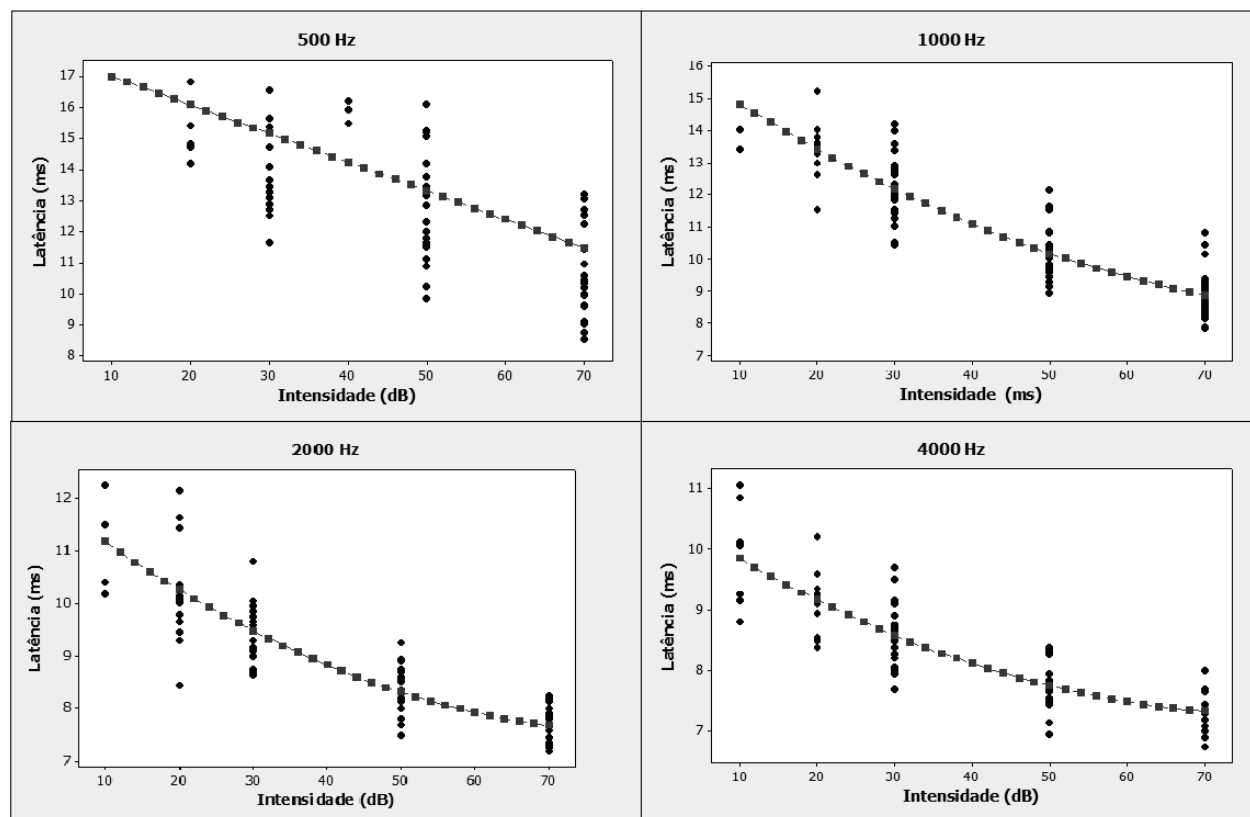 500 Hz
17
16
15
14
13
12
11
10
9
8
Latência (ms)
10 20 30 40 50 60 70
Intensidade (dB)
1000 Hz
16
15
14
13
12
11
10
9
8
7
Latência (ms)
10 20 30 40 50 60 70
Intensidade (ms)
2000 Hz
12
11
10
9
8
7
Latência (ms)
10 20 30 40 50 60 70
Intensidade (dB)
4000 Hz
11
10
9
8
7
Latência (ms)
10 20 30 40 50 60 70
Intensidade (dB)